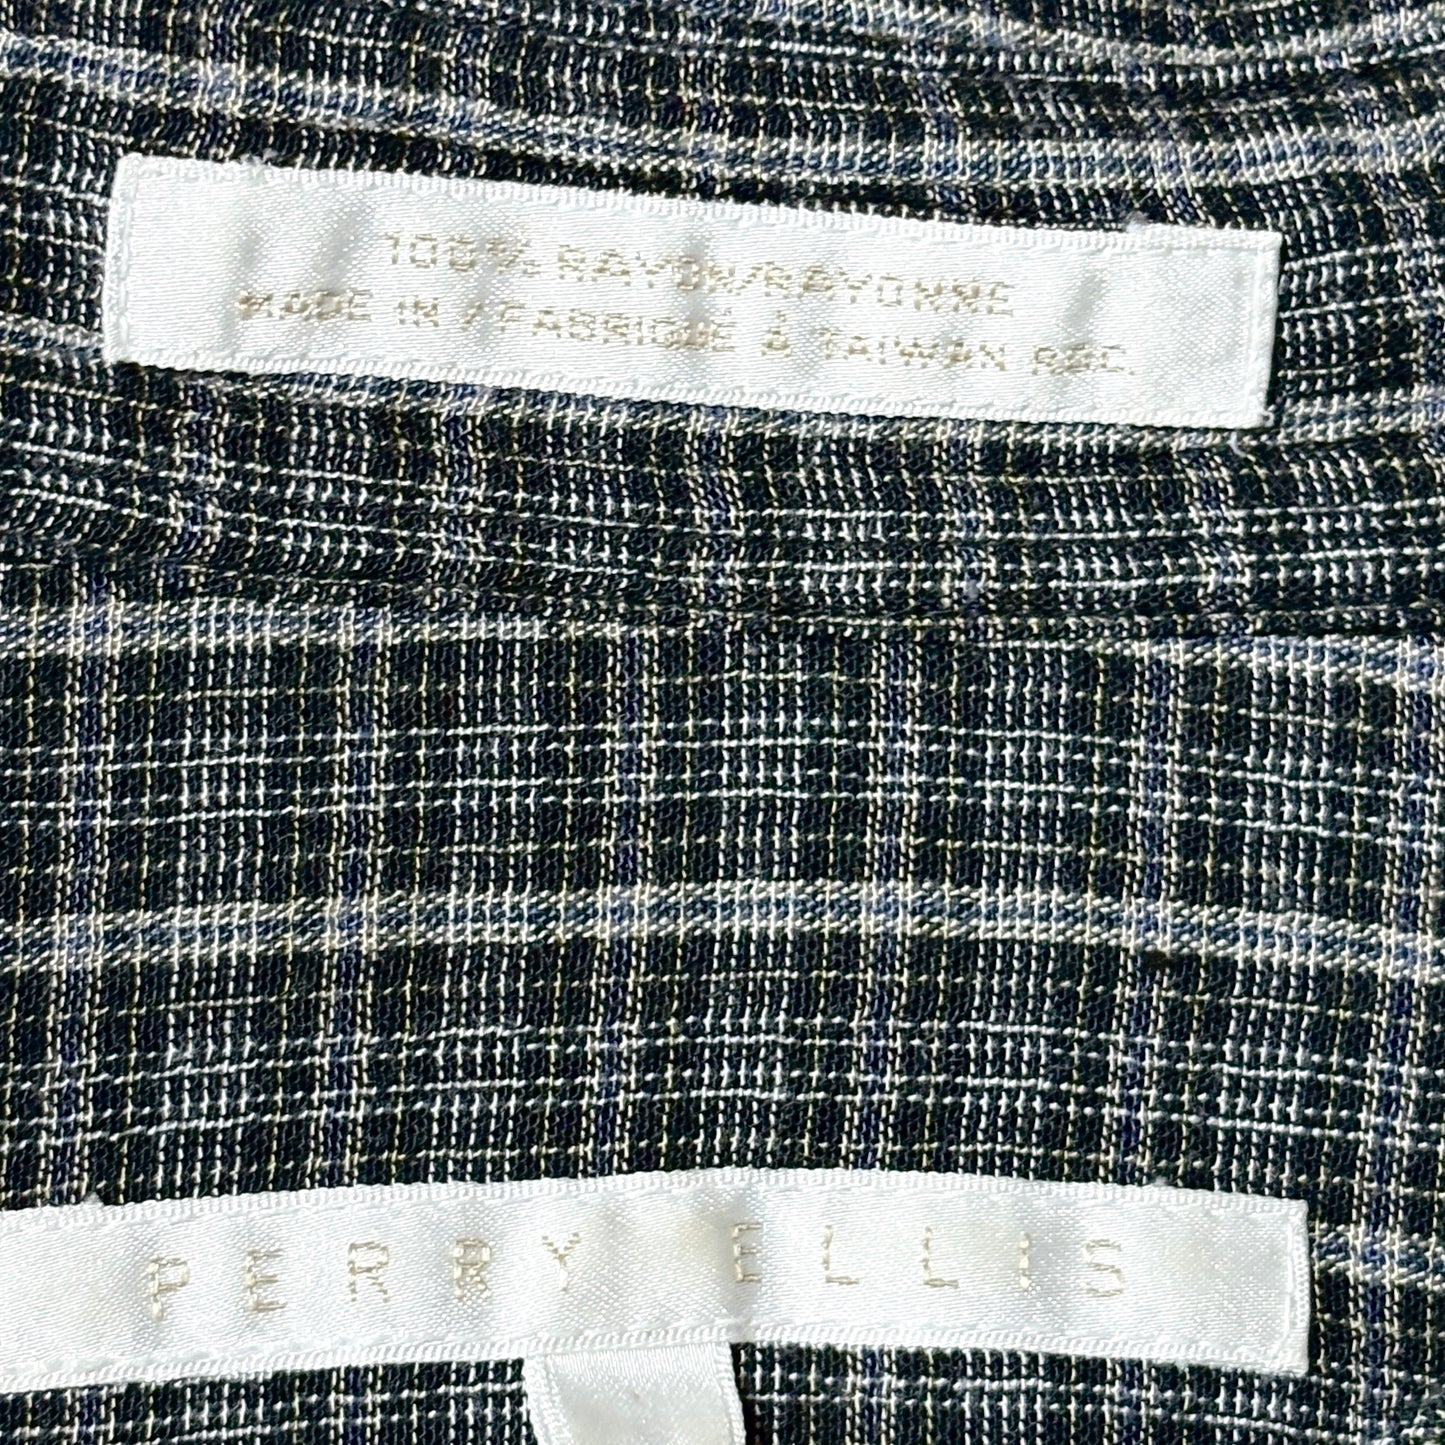 100% RAYON/RAYONNE
MADE IN / FABRIQUÉ À TAIWAN ROC.
PERRY ELLIS